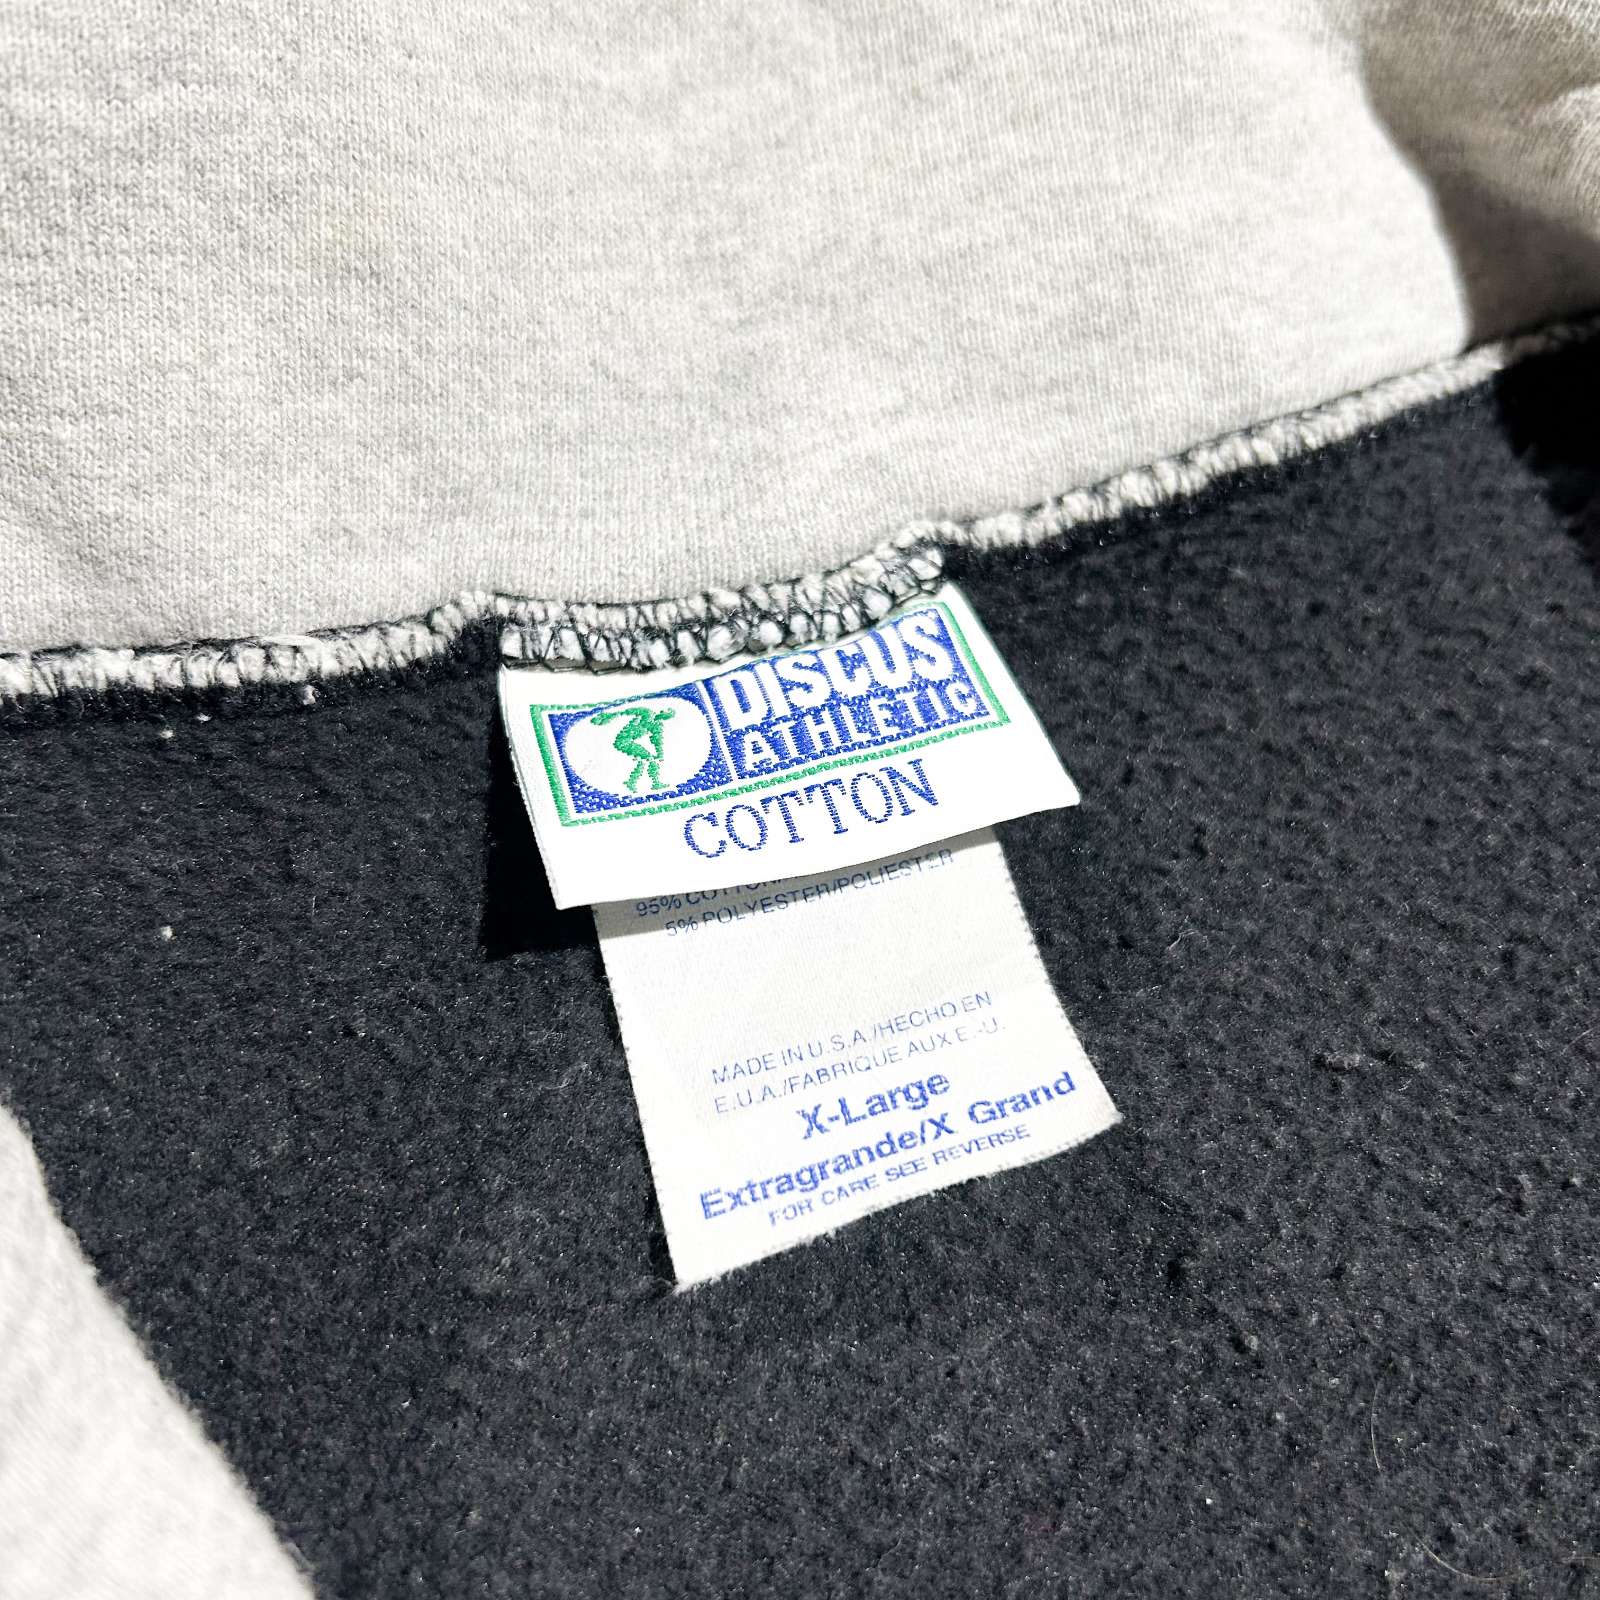 DISCUS
ATHLETIC
COTTON
95% COTTON
5% POLYESTER/POLIESTER
MADE IN U.S.A./HECHO EN
E.U.A./FABRIQUE AUX E.-U.
X-Large
Extragrande/X Grand
FOR CARE SEE REVERSE